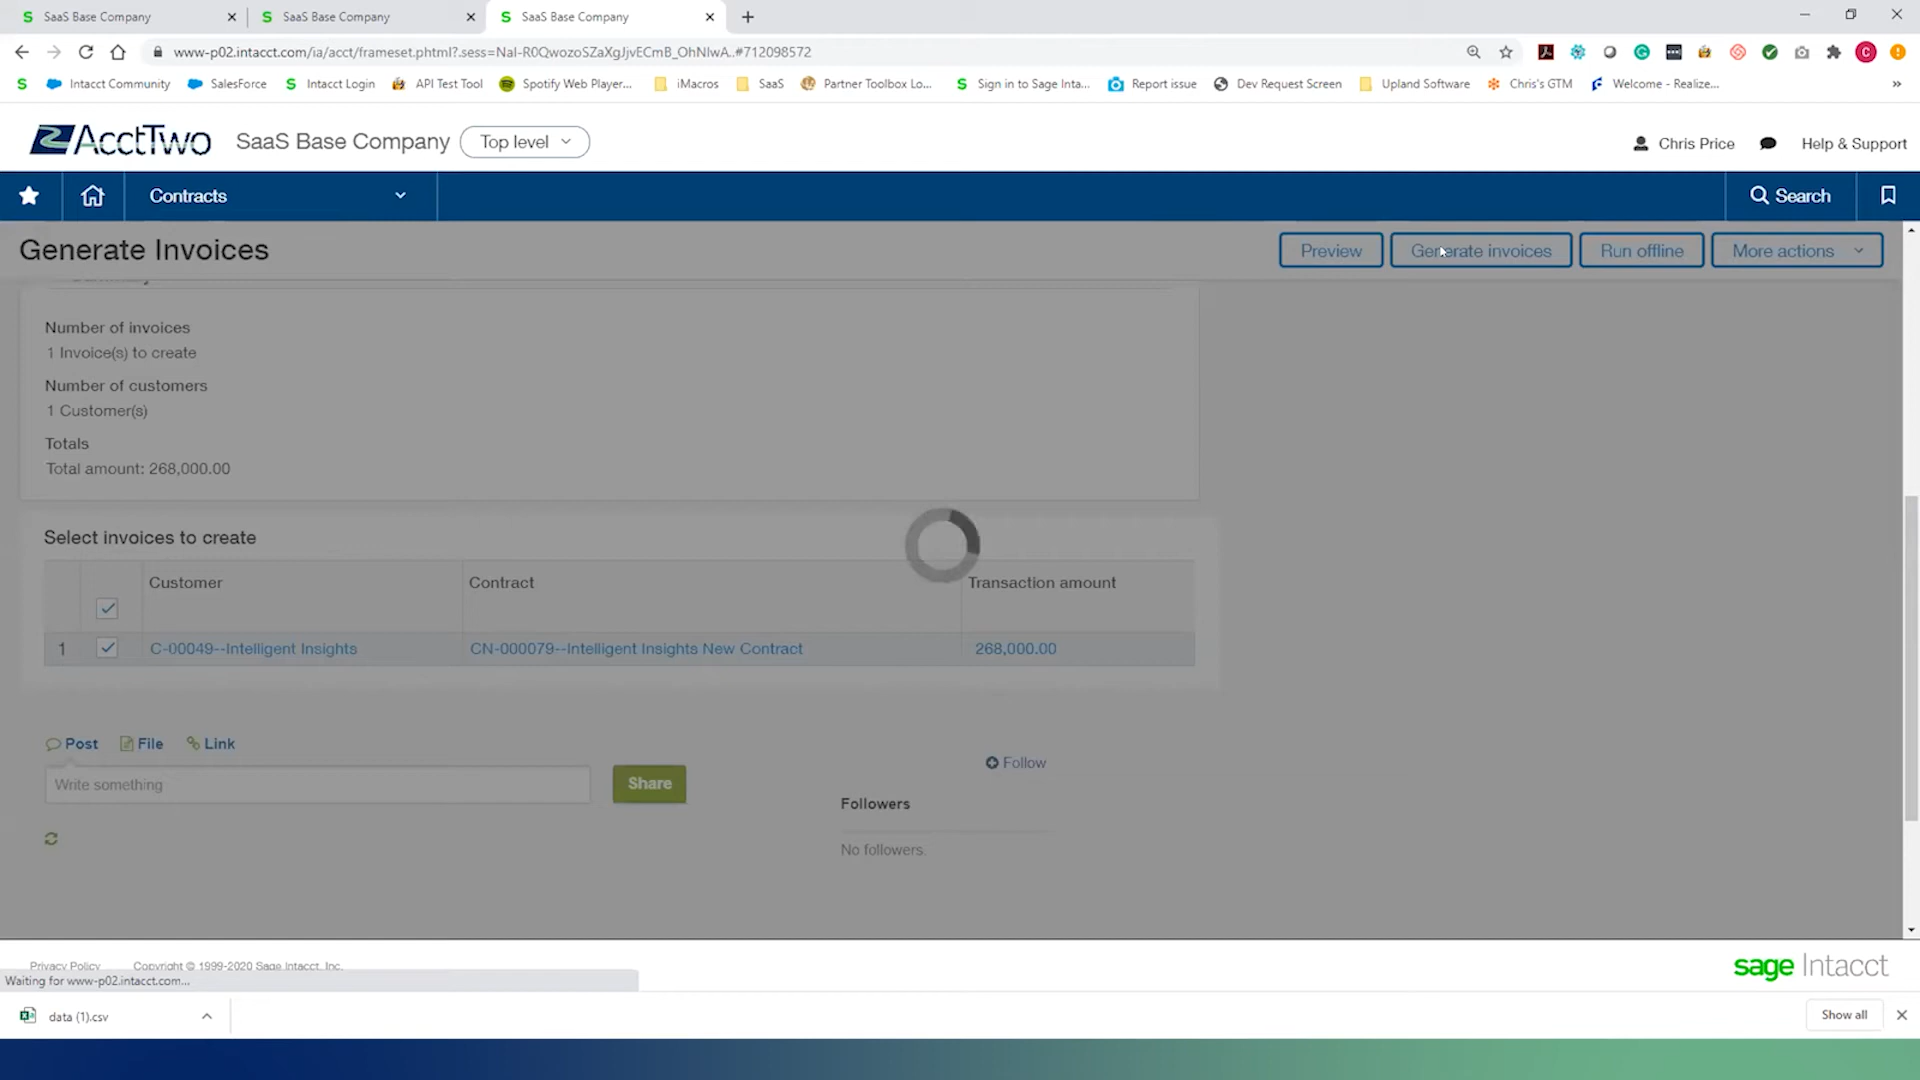 SaaS Base Company
SaaS Base Company
SaaS Base Company
www-p02.intacct.com/ia/acct/frameset.phtml?.sess=NaI-R0QwozoSZaXgJjvECmB_OhNlwA..#712098572
Intacct Community
SalesForce
Intacct Login
API Test Tool
Spotify Web Player...
iMacros
SaaS
Partner Toolbox Lo...
Sign in to Sage Inta...
Report issue
Dev Request Screen
Upland Software
Chris's GTM
Welcome - Realize...
AcctTwo
SaaS Base Company
Top level
Chris Price
Help & Support
Contracts
Search
Generate Invoices
Preview
Generate invoices
Run offline
More actions
Number of invoices
1 Invoice(s) to create
Number of customers
1 Customer(s)
Totals
Total amount: 268,000.00
Select invoices to create
Customer
Contract
Transaction amount
1
C-00049--Intelligent Insights
CN-000079--Intelligent Insights New Contract
268,000.00
Post
File
Link
Write something
Share
Follow
Followers
No followers.
Privacy Policy
Copyright © 1999-2020 Sage Intacct, Inc.
sage Intacct
Waiting for www-p02.intacct.com...
data (1).csv
Show all